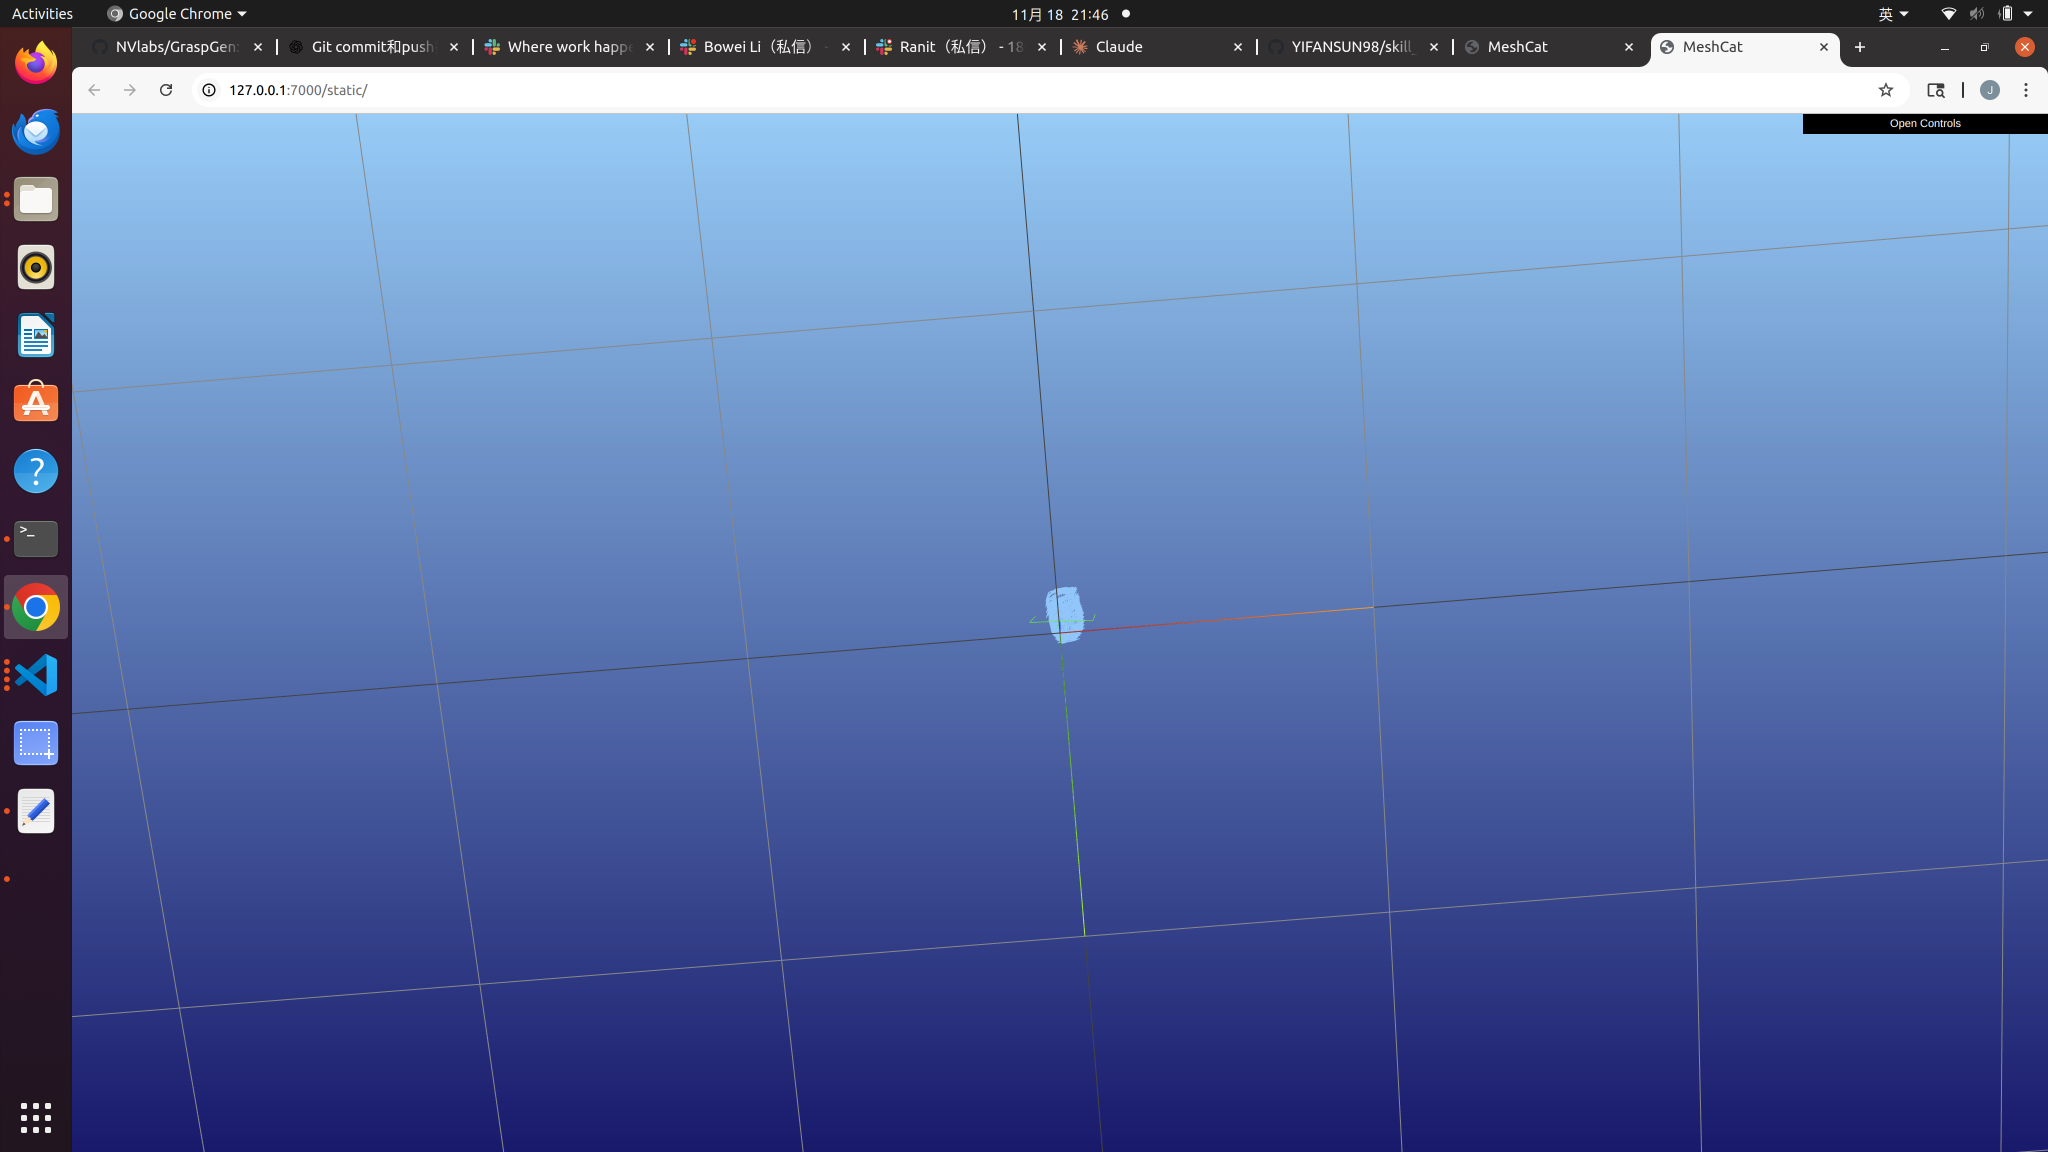 Activities
Google Chrome
11月 18 21:46
英
NVlabs/GraspGen:
Git commit和push
Where work happe
Bowei Li（私信） -
Ranit（私信） - 18
Claude
YIFANSUN98/skill_
MeshCat
MeshCat
127.0.0.1:7000/static/
J
Open Controls